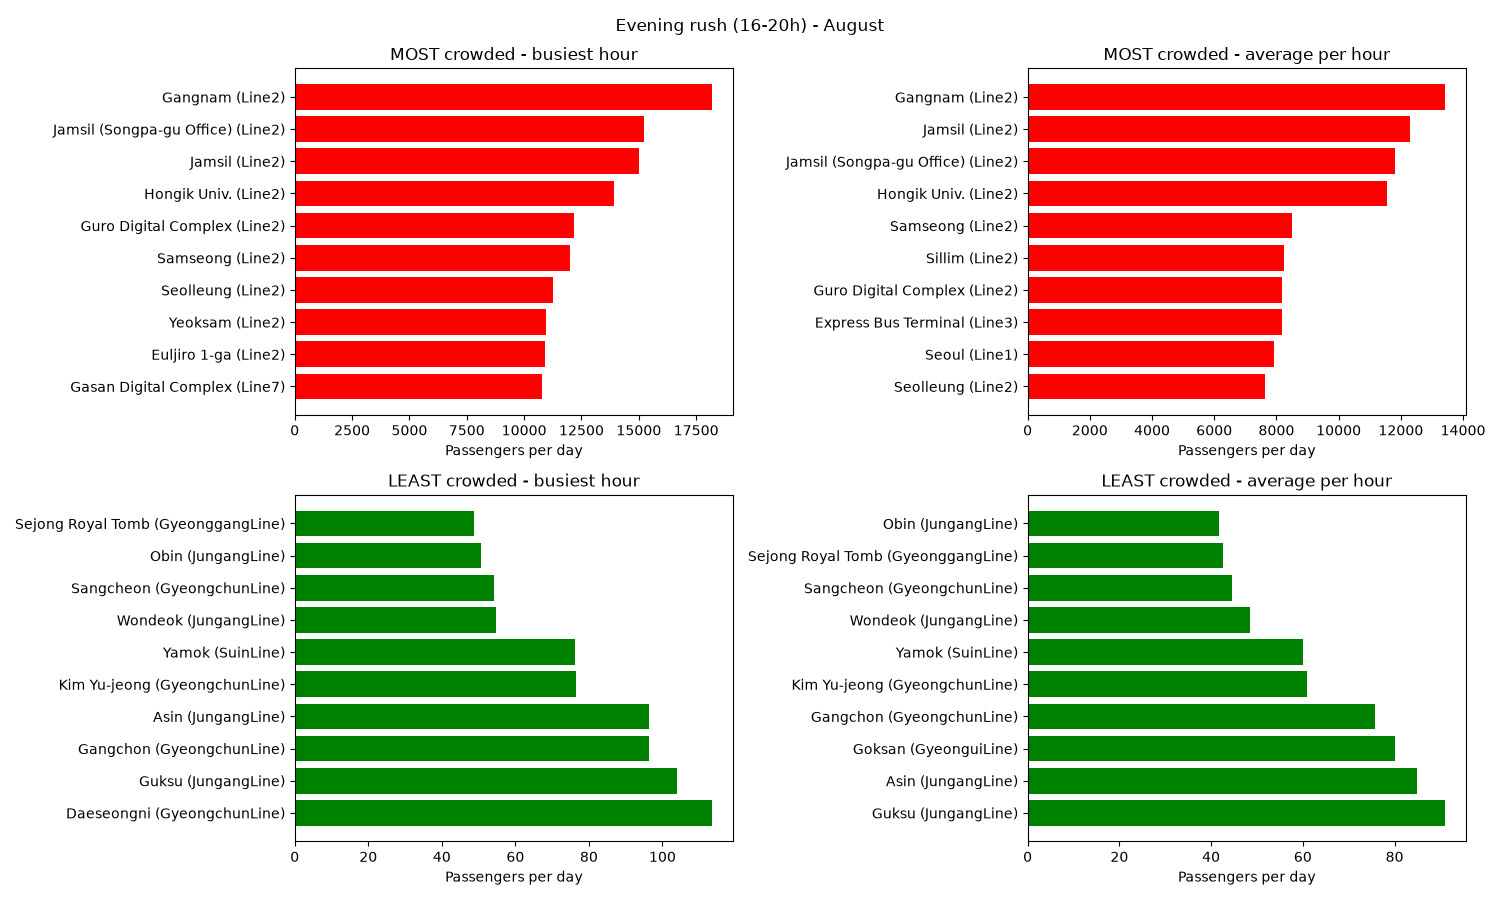 Evening rush (16-20h) - August
MOST crowded - busiest hour
Gangnam (Line2)
Jamsil (Songpa-gu Office) (Line2)
Jamsil (Line2)
Hongik Univ. (Line2)
Guro Digital Complex (Line2)
Samseong (Line2)
Seolleung (Line2)
Yeoksam (Line2)
Euljiro 1-ga (Line2)
Gasan Digital Complex (Line7)
0 2500 5000 7500 10000 12500 15000 17500
Passengers per day
MOST crowded - average per hour
Gangnam (Line2)
Jamsil (Line2)
Jamsil (Songpa-gu Office) (Line2)
Hongik Univ. (Line2)
Samseong (Line2)
Sillim (Line2)
Guro Digital Complex (Line2)
Express Bus Terminal (Line3)
Seoul (Line1)
Seolleung (Line2)
0 2000 4000 6000 8000 10000 12000 14000
Passengers per day
LEAST crowded - busiest hour
Sejong Royal Tomb (GyeonggangLine)
Obin (JungangLine)
Sangcheon (GyeongchunLine)
Wondeok (JungangLine)
Yamok (SuinLine)
Kim Yu-jeong (GyeongchunLine)
Asin (JungangLine)
Gangchon (GyeongchunLine)
Guksu (JungangLine)
Daeseongni (GyeongchunLine)
0 20 40 60 80 100
Passengers per day
LEAST crowded - average per hour
Obin (JungangLine)
Sejong Royal Tomb (GyeonggangLine)
Sangcheon (GyeongchunLine)
Wondeok (JungangLine)
Yamok (SuinLine)
Kim Yu-jeong (GyeongchunLine)
Gangchon (GyeongchunLine)
Goksan (GyeonguiLine)
Asin (JungangLine)
Guksu (JungangLine)
0 20 40 60 80
Passengers per day